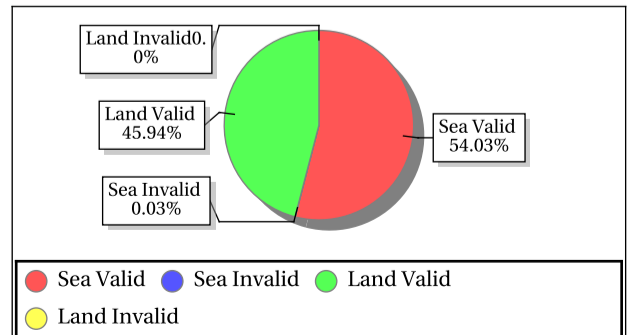 Land Invalid0.
0%
Land Valid
45.94%
Sea Valid
54.03%
Sea Invalid
0.03%
Sea Valid Sea Invalid Land Valid
Land Invalid